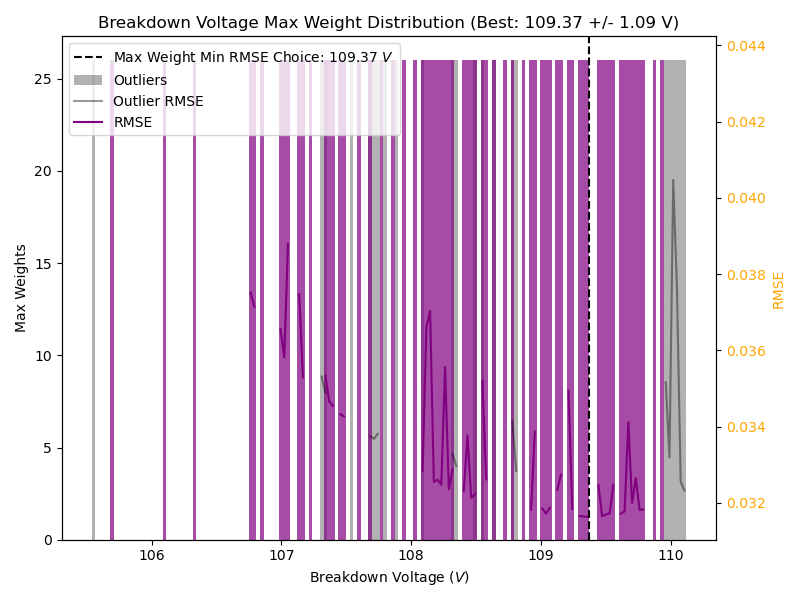 Breakdown Voltage Max Weight Distribution (Best: 109.37 +/- 1.09 V)
Max Weight Min RMSE Choice: 109.37 V
Outliers
Outlier RMSE
RMSE
Max Weights
25
20
15
10
5
0
106
107
108
109
110
Breakdown Voltage (V)
0.044
0.042
0.040
0.038
0.036
0.034
0.032
RMSE